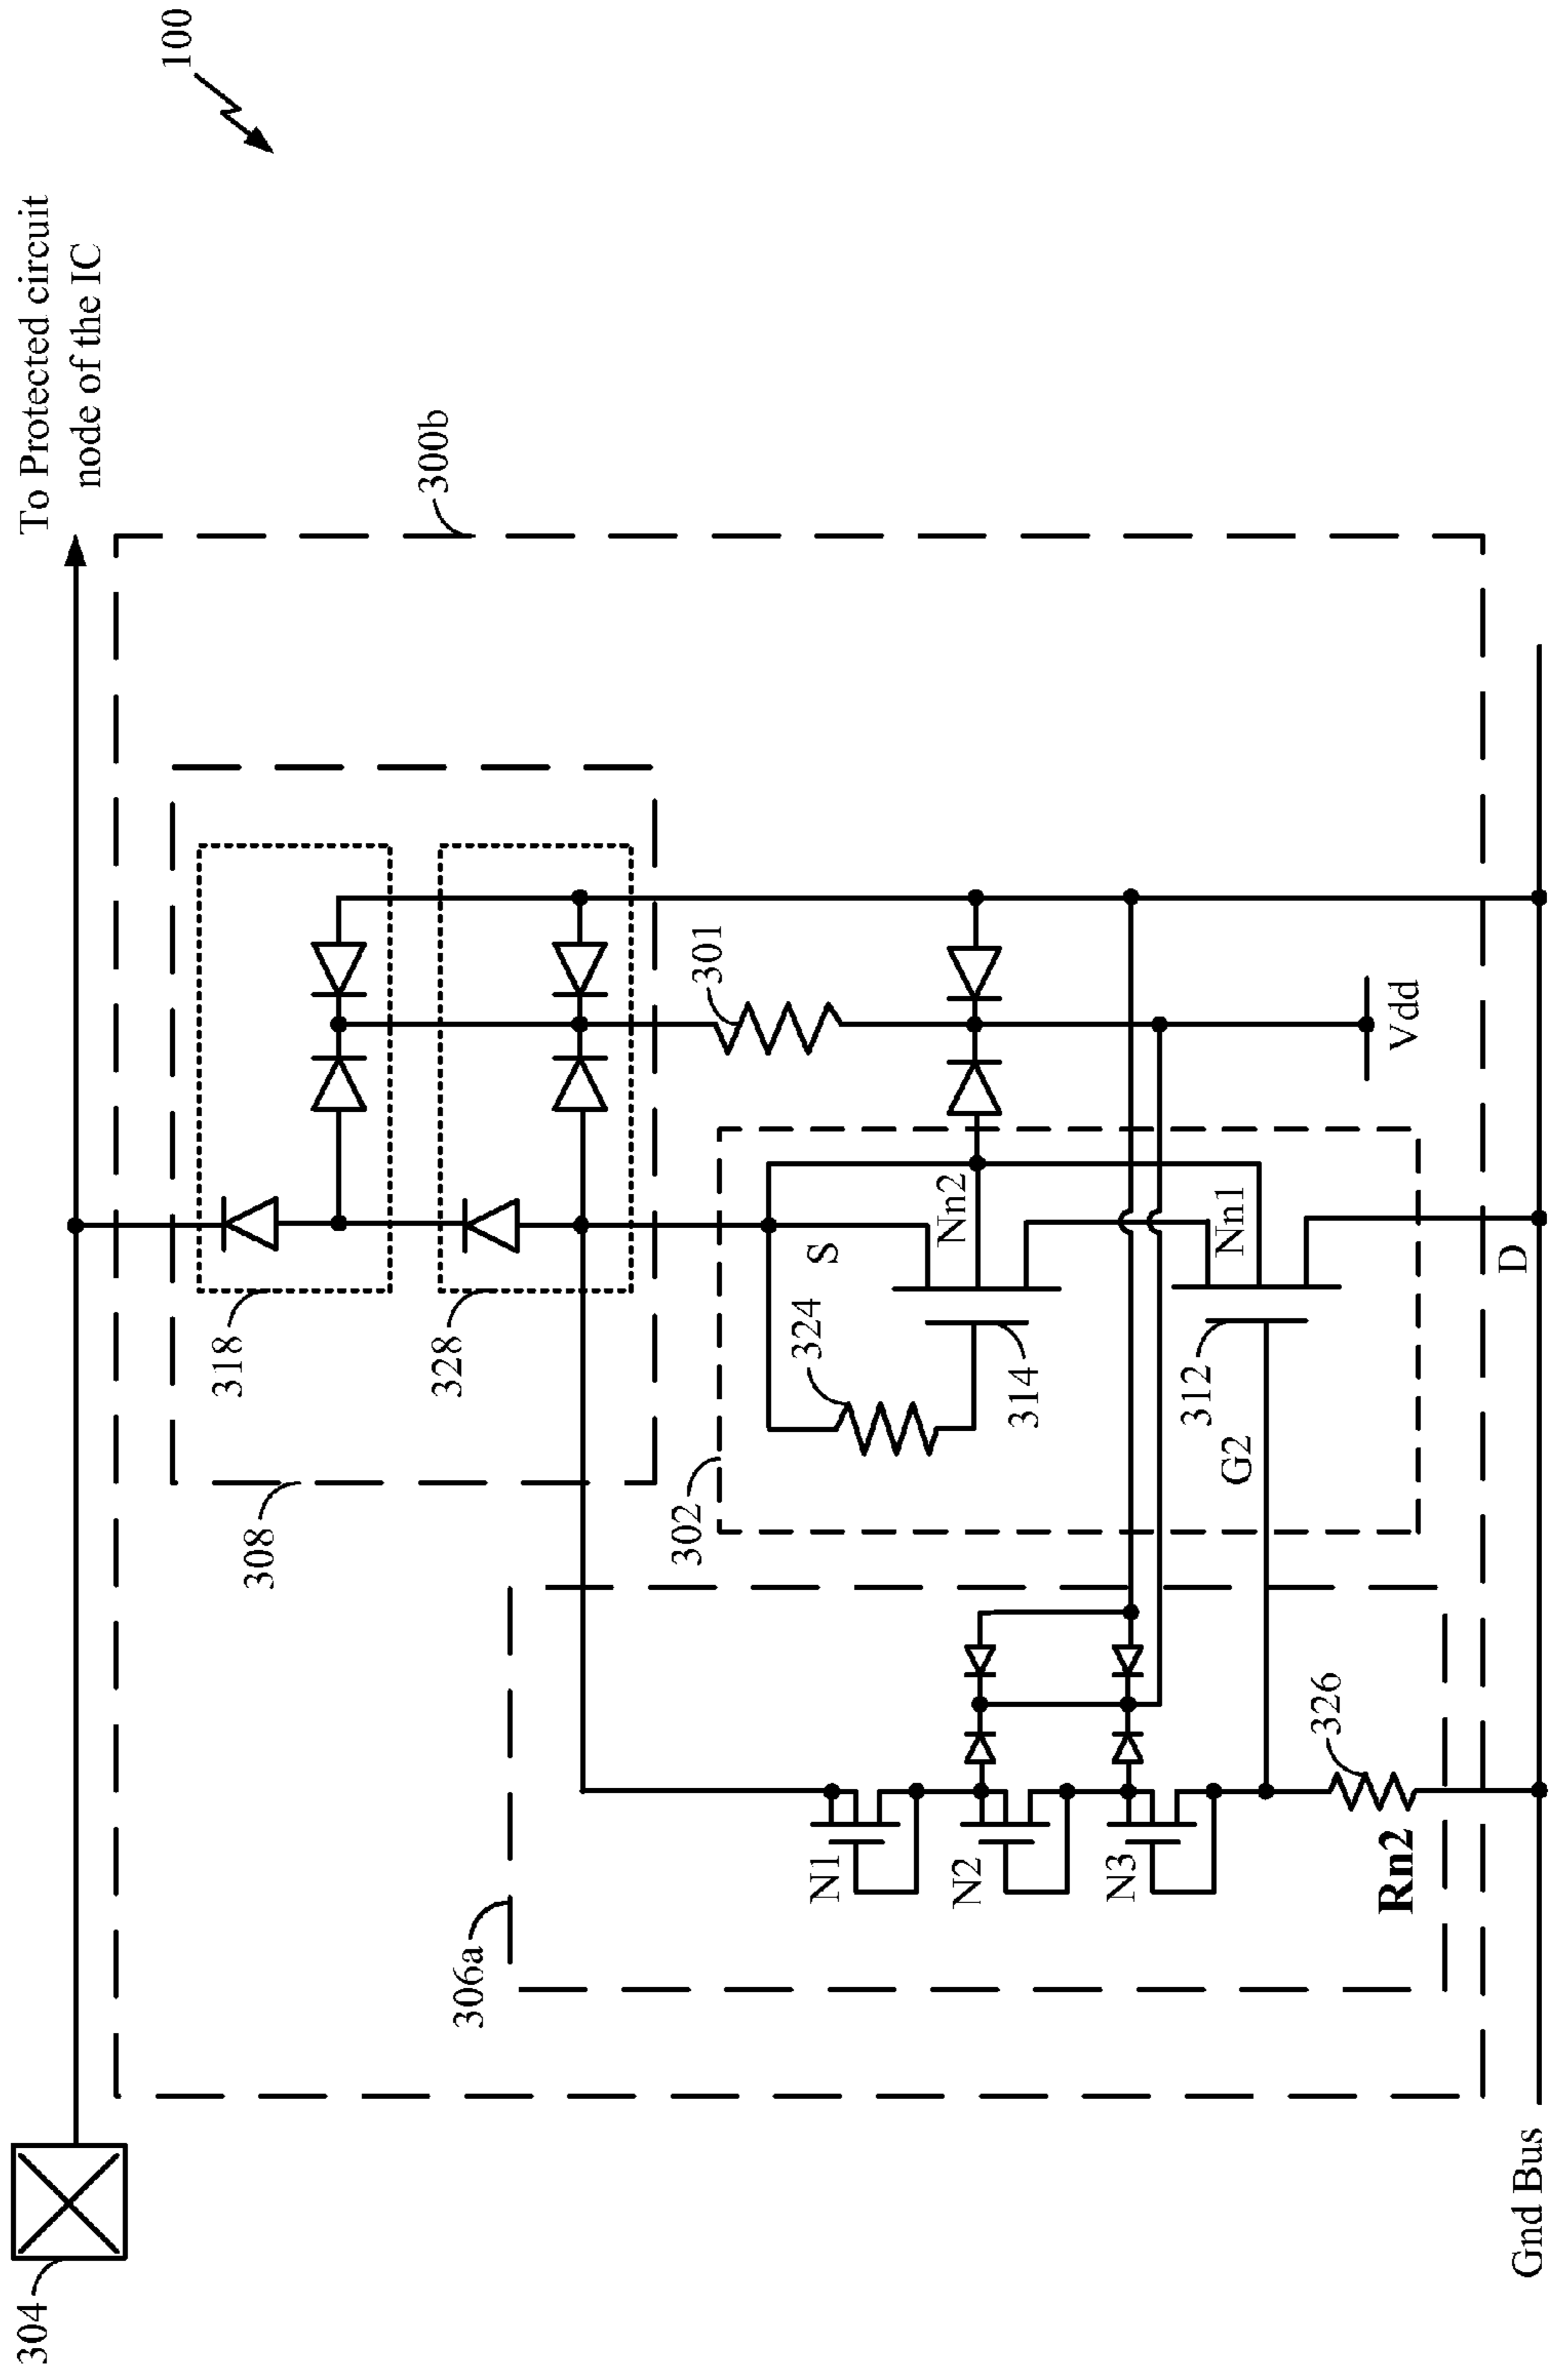 100
To Protected circuit
node of the IC
300b
304
318
328
308
301
Vdd
302
324
S
Nn2
314
Nn1
312
G2
D
306a
N1
N2
N3
326
Rn2
Gnd Bus